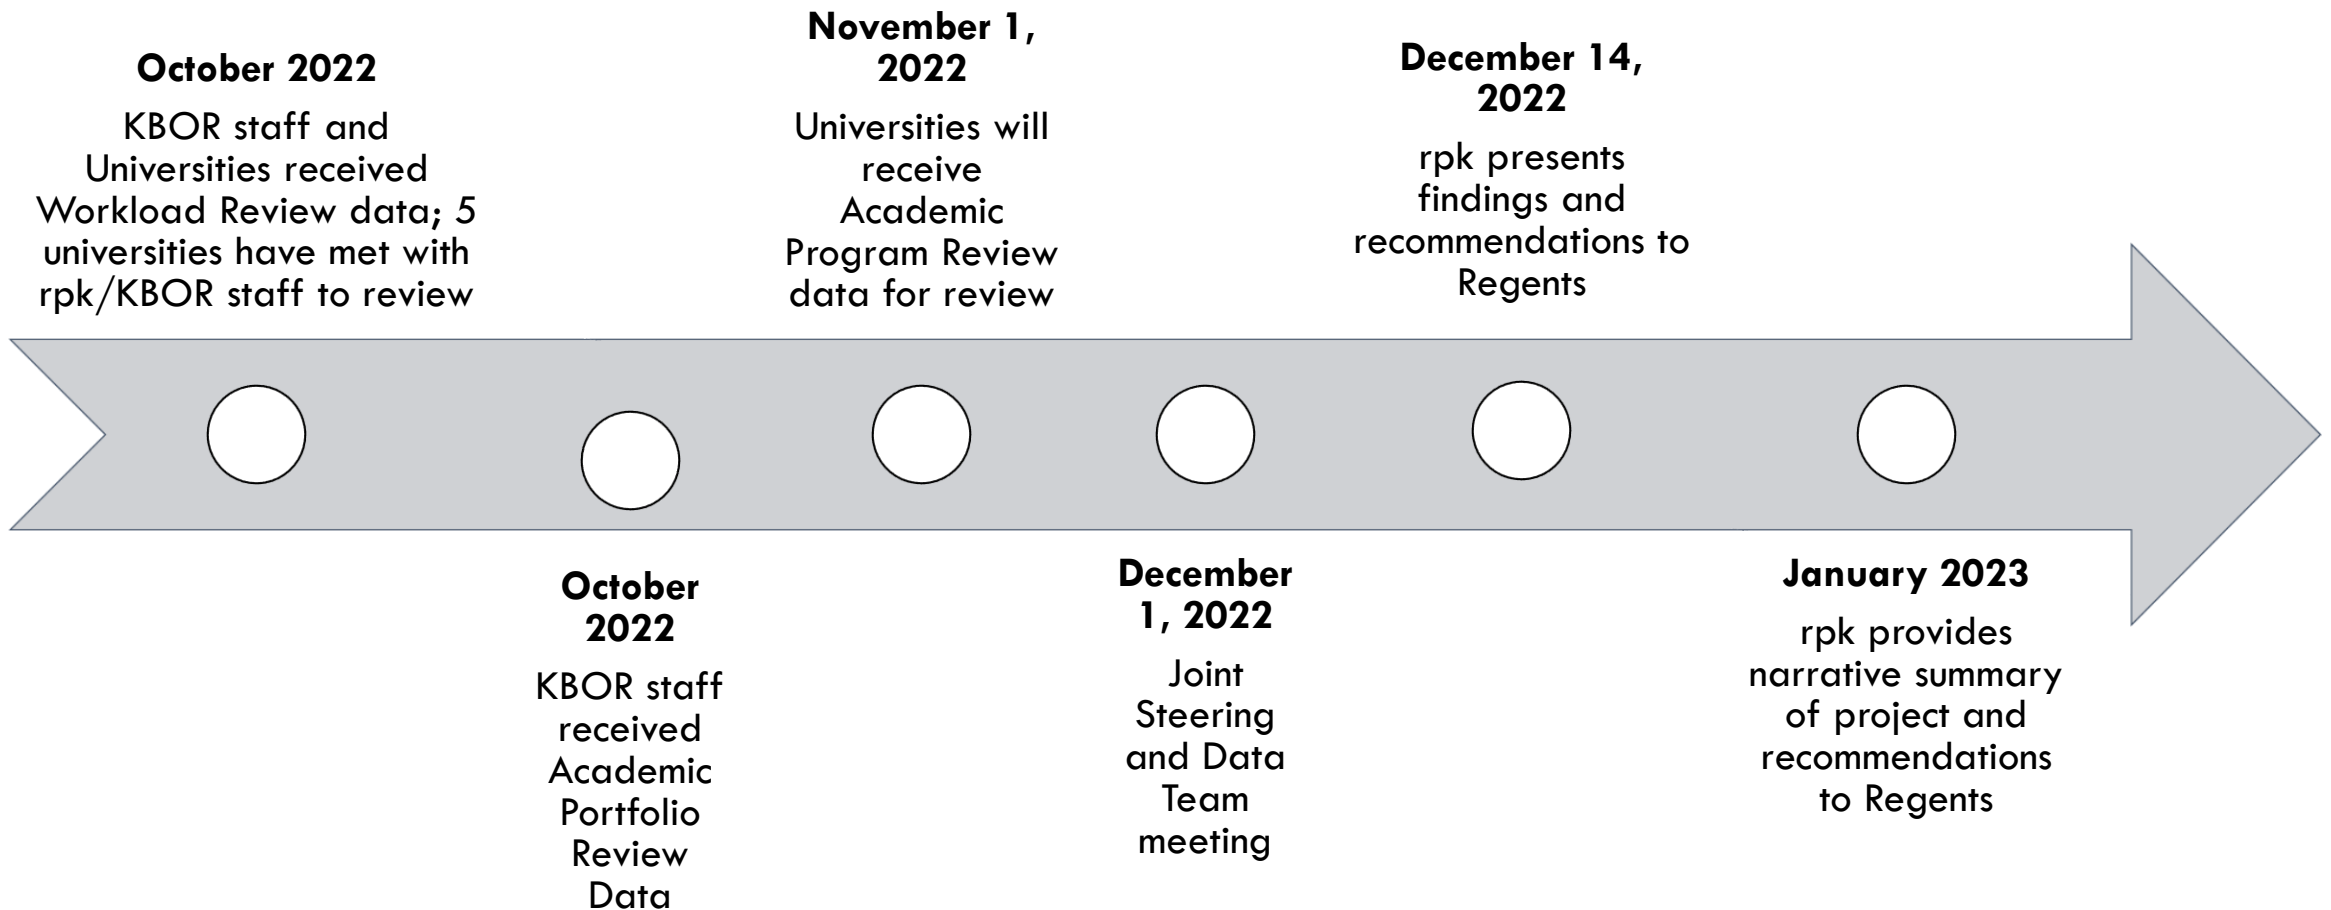 October 2022
KBOR staff and
Universities received
Workload Review data; 5
universities have met with
rpk/KBOR staff to review
October
2022
KBOR staff
received
Academic
Portfolio
Review
Data
November 1,
2022
Universities will
receive
Academic
Program Review
data for review
December
1, 2022
Joint
Steering
and Data
Team
meeting
December 14,
2022
rpk presents
findings and
recommendations to
Regents
January 2023
rpk provides
narrative summary
of project and
recommendations
to Regents